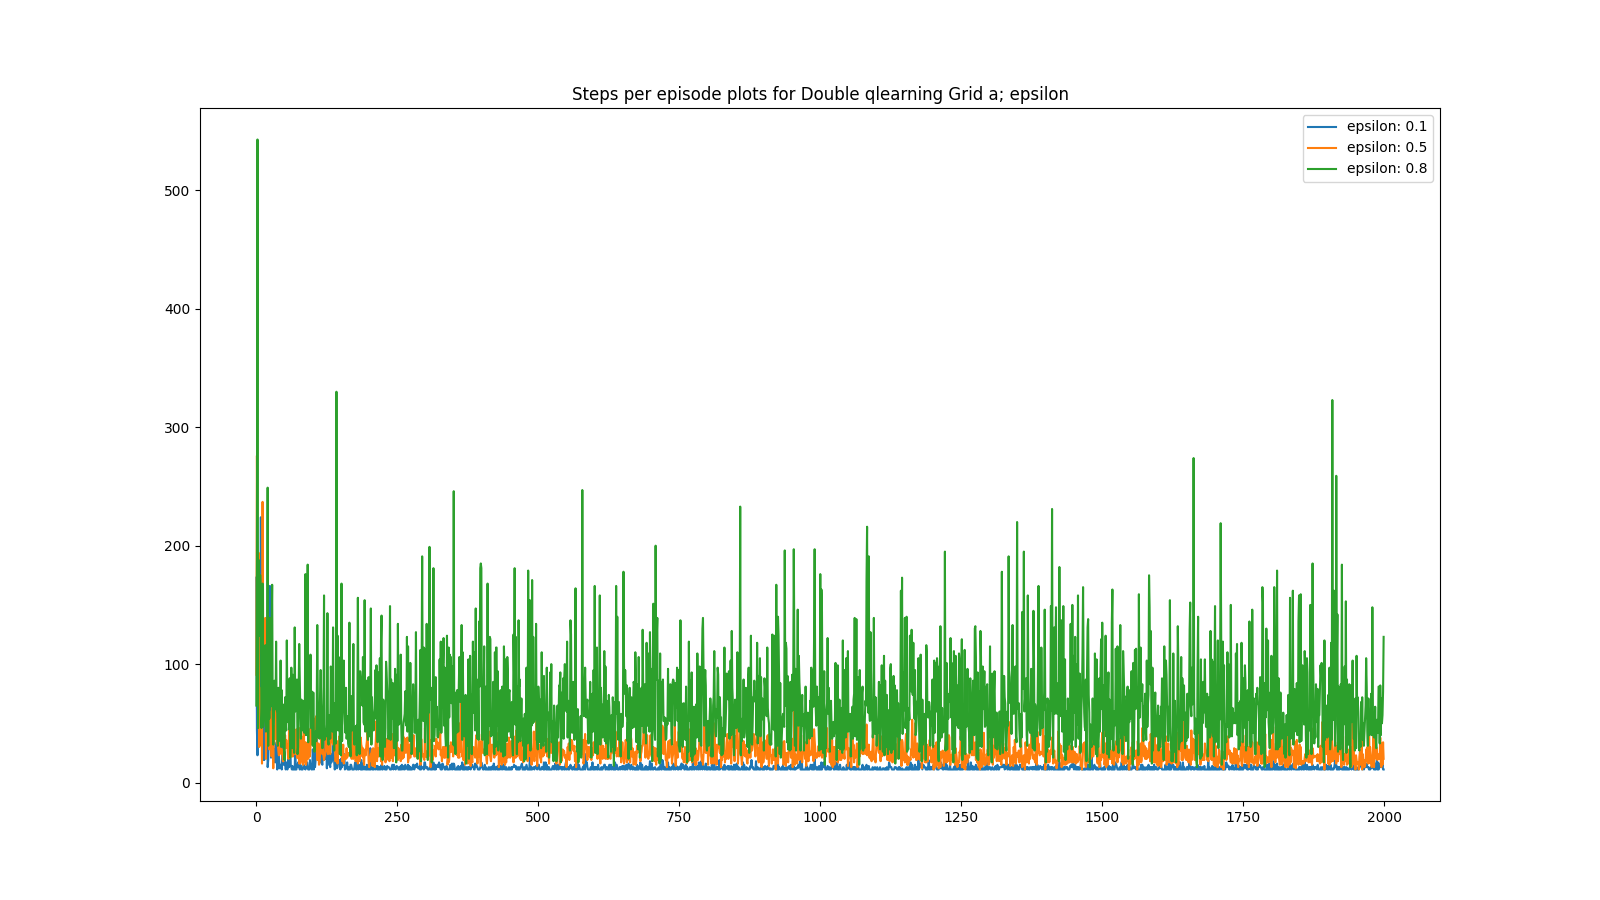 Steps per episode plots for Double qlearning Grid a; epsilon
epsilon: 0.1
epsilon: 0.5
epsilon: 0.8
500
400
300
200
100
0
0 250 500 750 1000 1250 1500 1750 2000